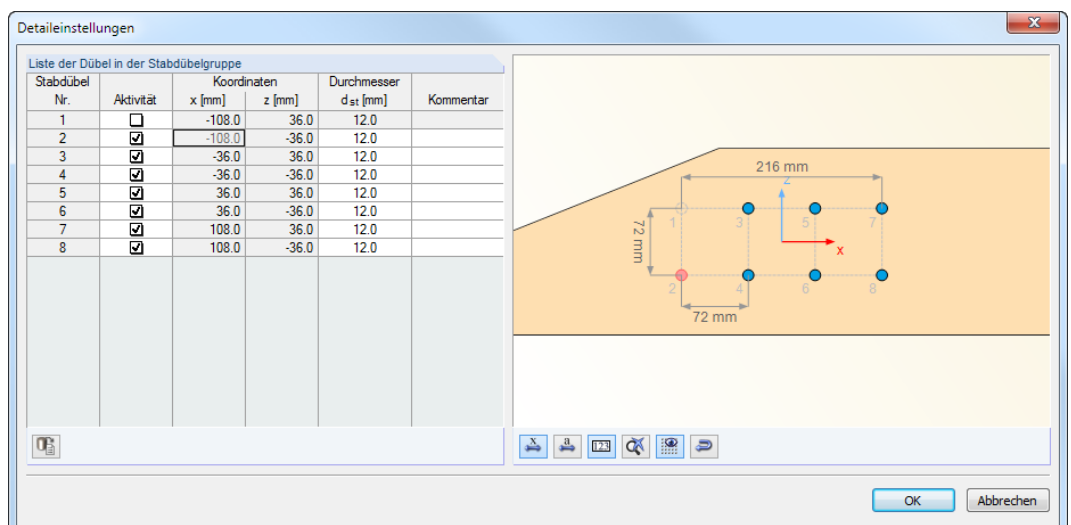 Detaileinstellungen
Liste der Dübel in der Stabdübelgruppe
Stabdübel Koordinaten Durchmesser
Nr. Aktivität x [mm] z [mm] d st [mm] Kommentar
1 -108.0 36.0 12.0
2 -108.0 -36.0 12.0
3 -36.0 36.0 12.0
4 -36.0 -36.0 12.0
5 36.0 36.0 12.0
6 36.0 -36.0 12.0
7 108.0 36.0 12.0
8 108.0 -36.0 12.0
216 mm
z
1 3 5 7
72 mm
x
2 4 6 8
72 mm
x a 123
OK Abbrechen